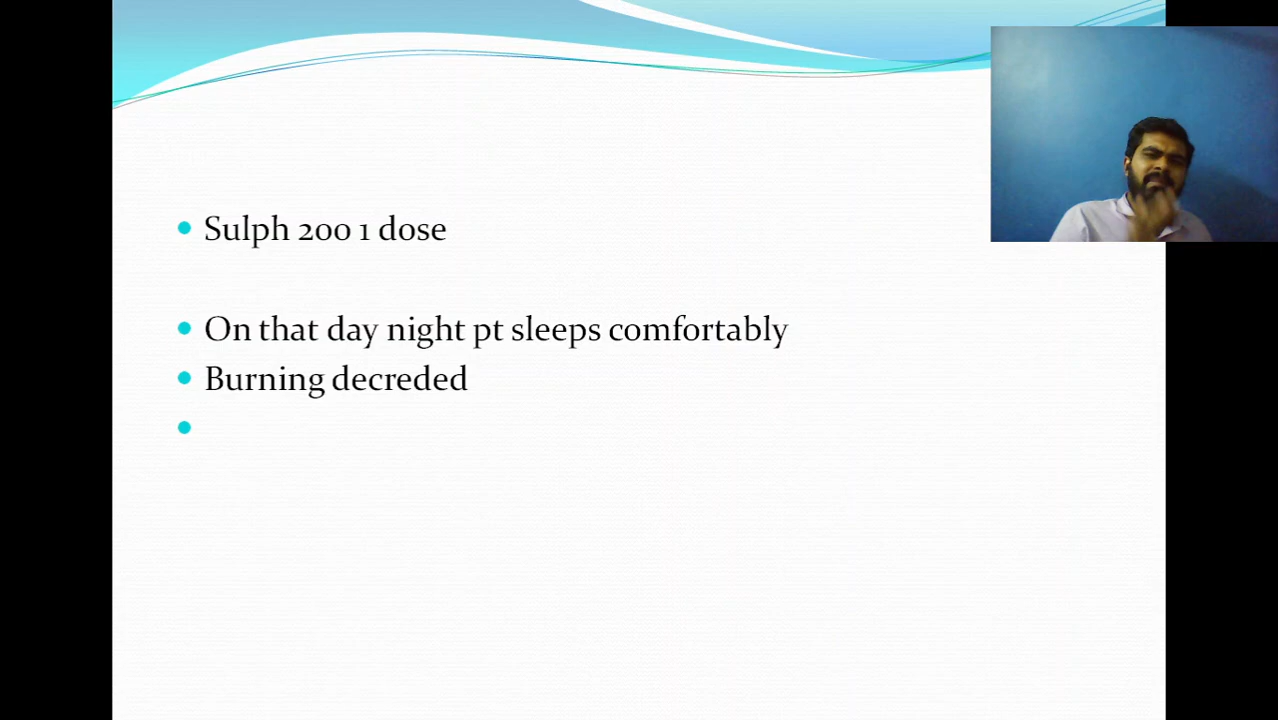 Sulph 200 1 dose
On that day night pt sleeps comfortably
Burning decreded